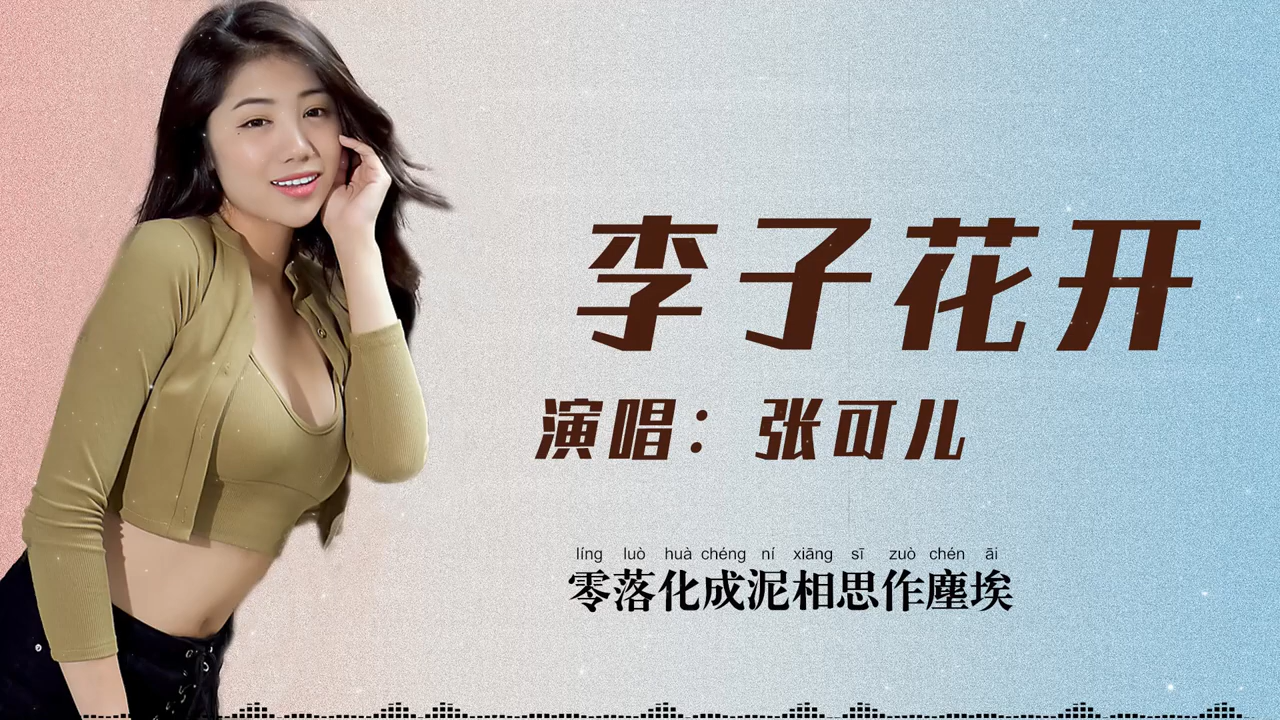 李子花开
演唱：张可儿
líng luò huà chéng ní xiāng sī zuò chén āi
零落化成泥相思作塵埃